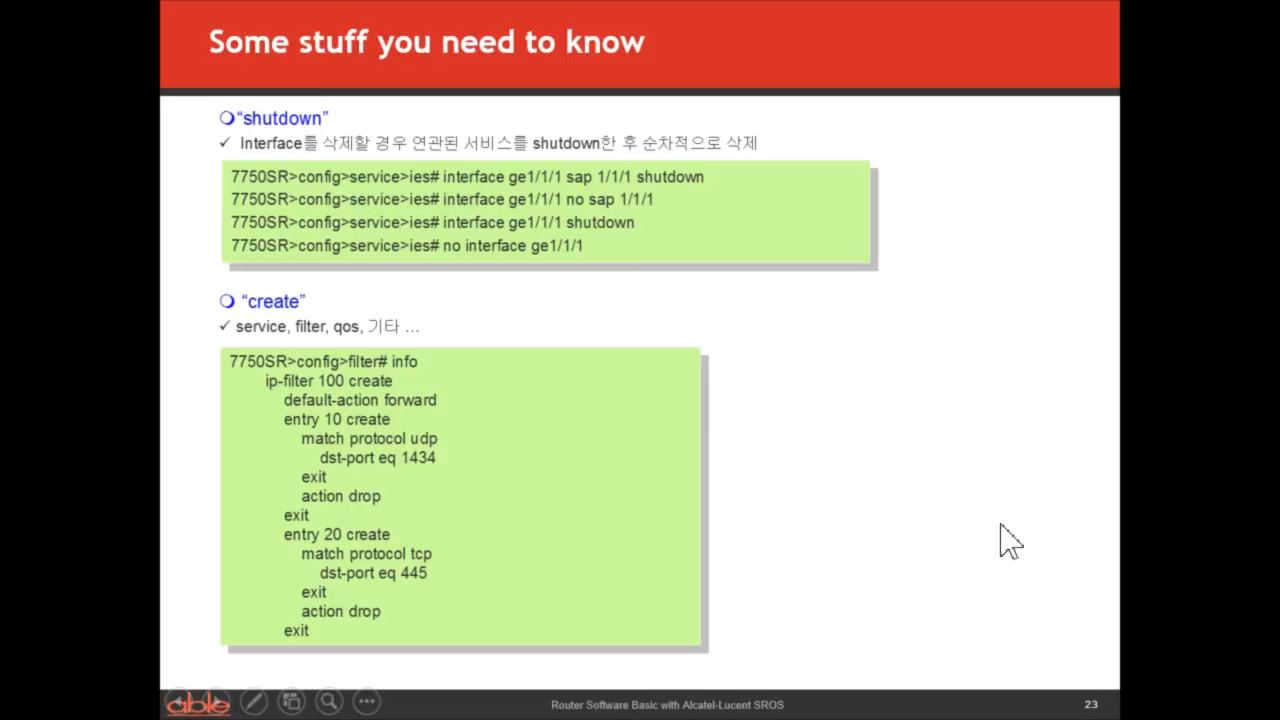 Some stuff you need to know
“shutdown”
✓ Interface를 삭제할 경우 연관된 서비스를 shutdown한 후 순차적으로 삭제
7750SR>config>service>ies# interface ge1/1/1 sap 1/1/1 shutdown
7750SR>config>service>ies# interface ge1/1/1 no sap 1/1/1
7750SR>config>service>ies# interface ge1/1/1 shutdown
7750SR>config>service>ies# no interface ge1/1/1
“create”
✓ service, filter, qos, 기타 ...
7750SR>config>filter# info
ip-filter 100 create
default-action forward
entry 10 create
match protocol udp
dst-port eq 1434
exit
action drop
exit
entry 20 create
match protocol tcp
dst-port eq 445
exit
action drop
exit
able
Router Software Basic with Alcatel-Lucent SROS
23